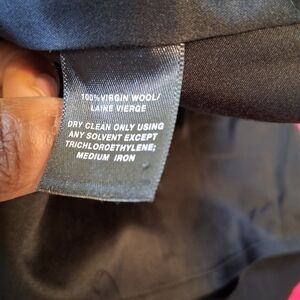 100% VIRGIN WOOL/
LAINE VIERGE
DRY CLEAN ONLY USING
ANY SOLVENT EXCEPT
TRICHLOROETHYLENE;
MEDIUM IRON